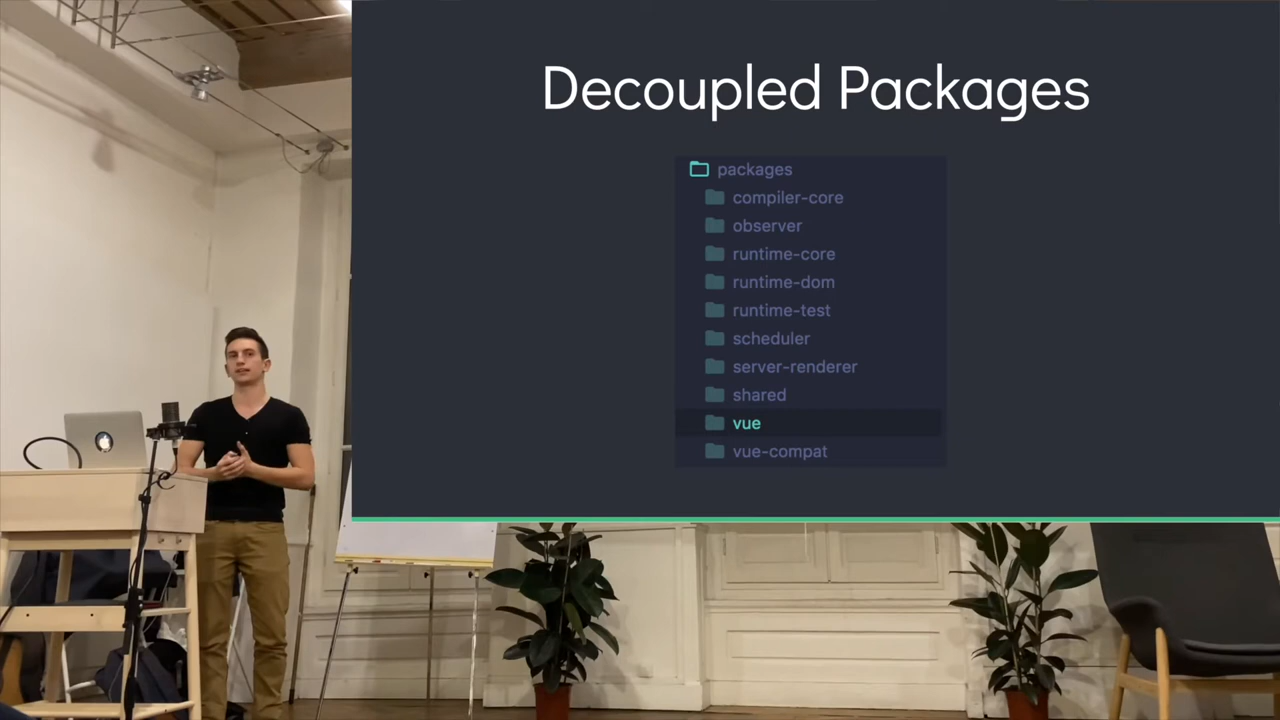 Decoupled Packages
packages
compiler-core
observer
runtime-core
runtime-dom
runtime-test
scheduler
server-renderer
shared
vue
vue-compat